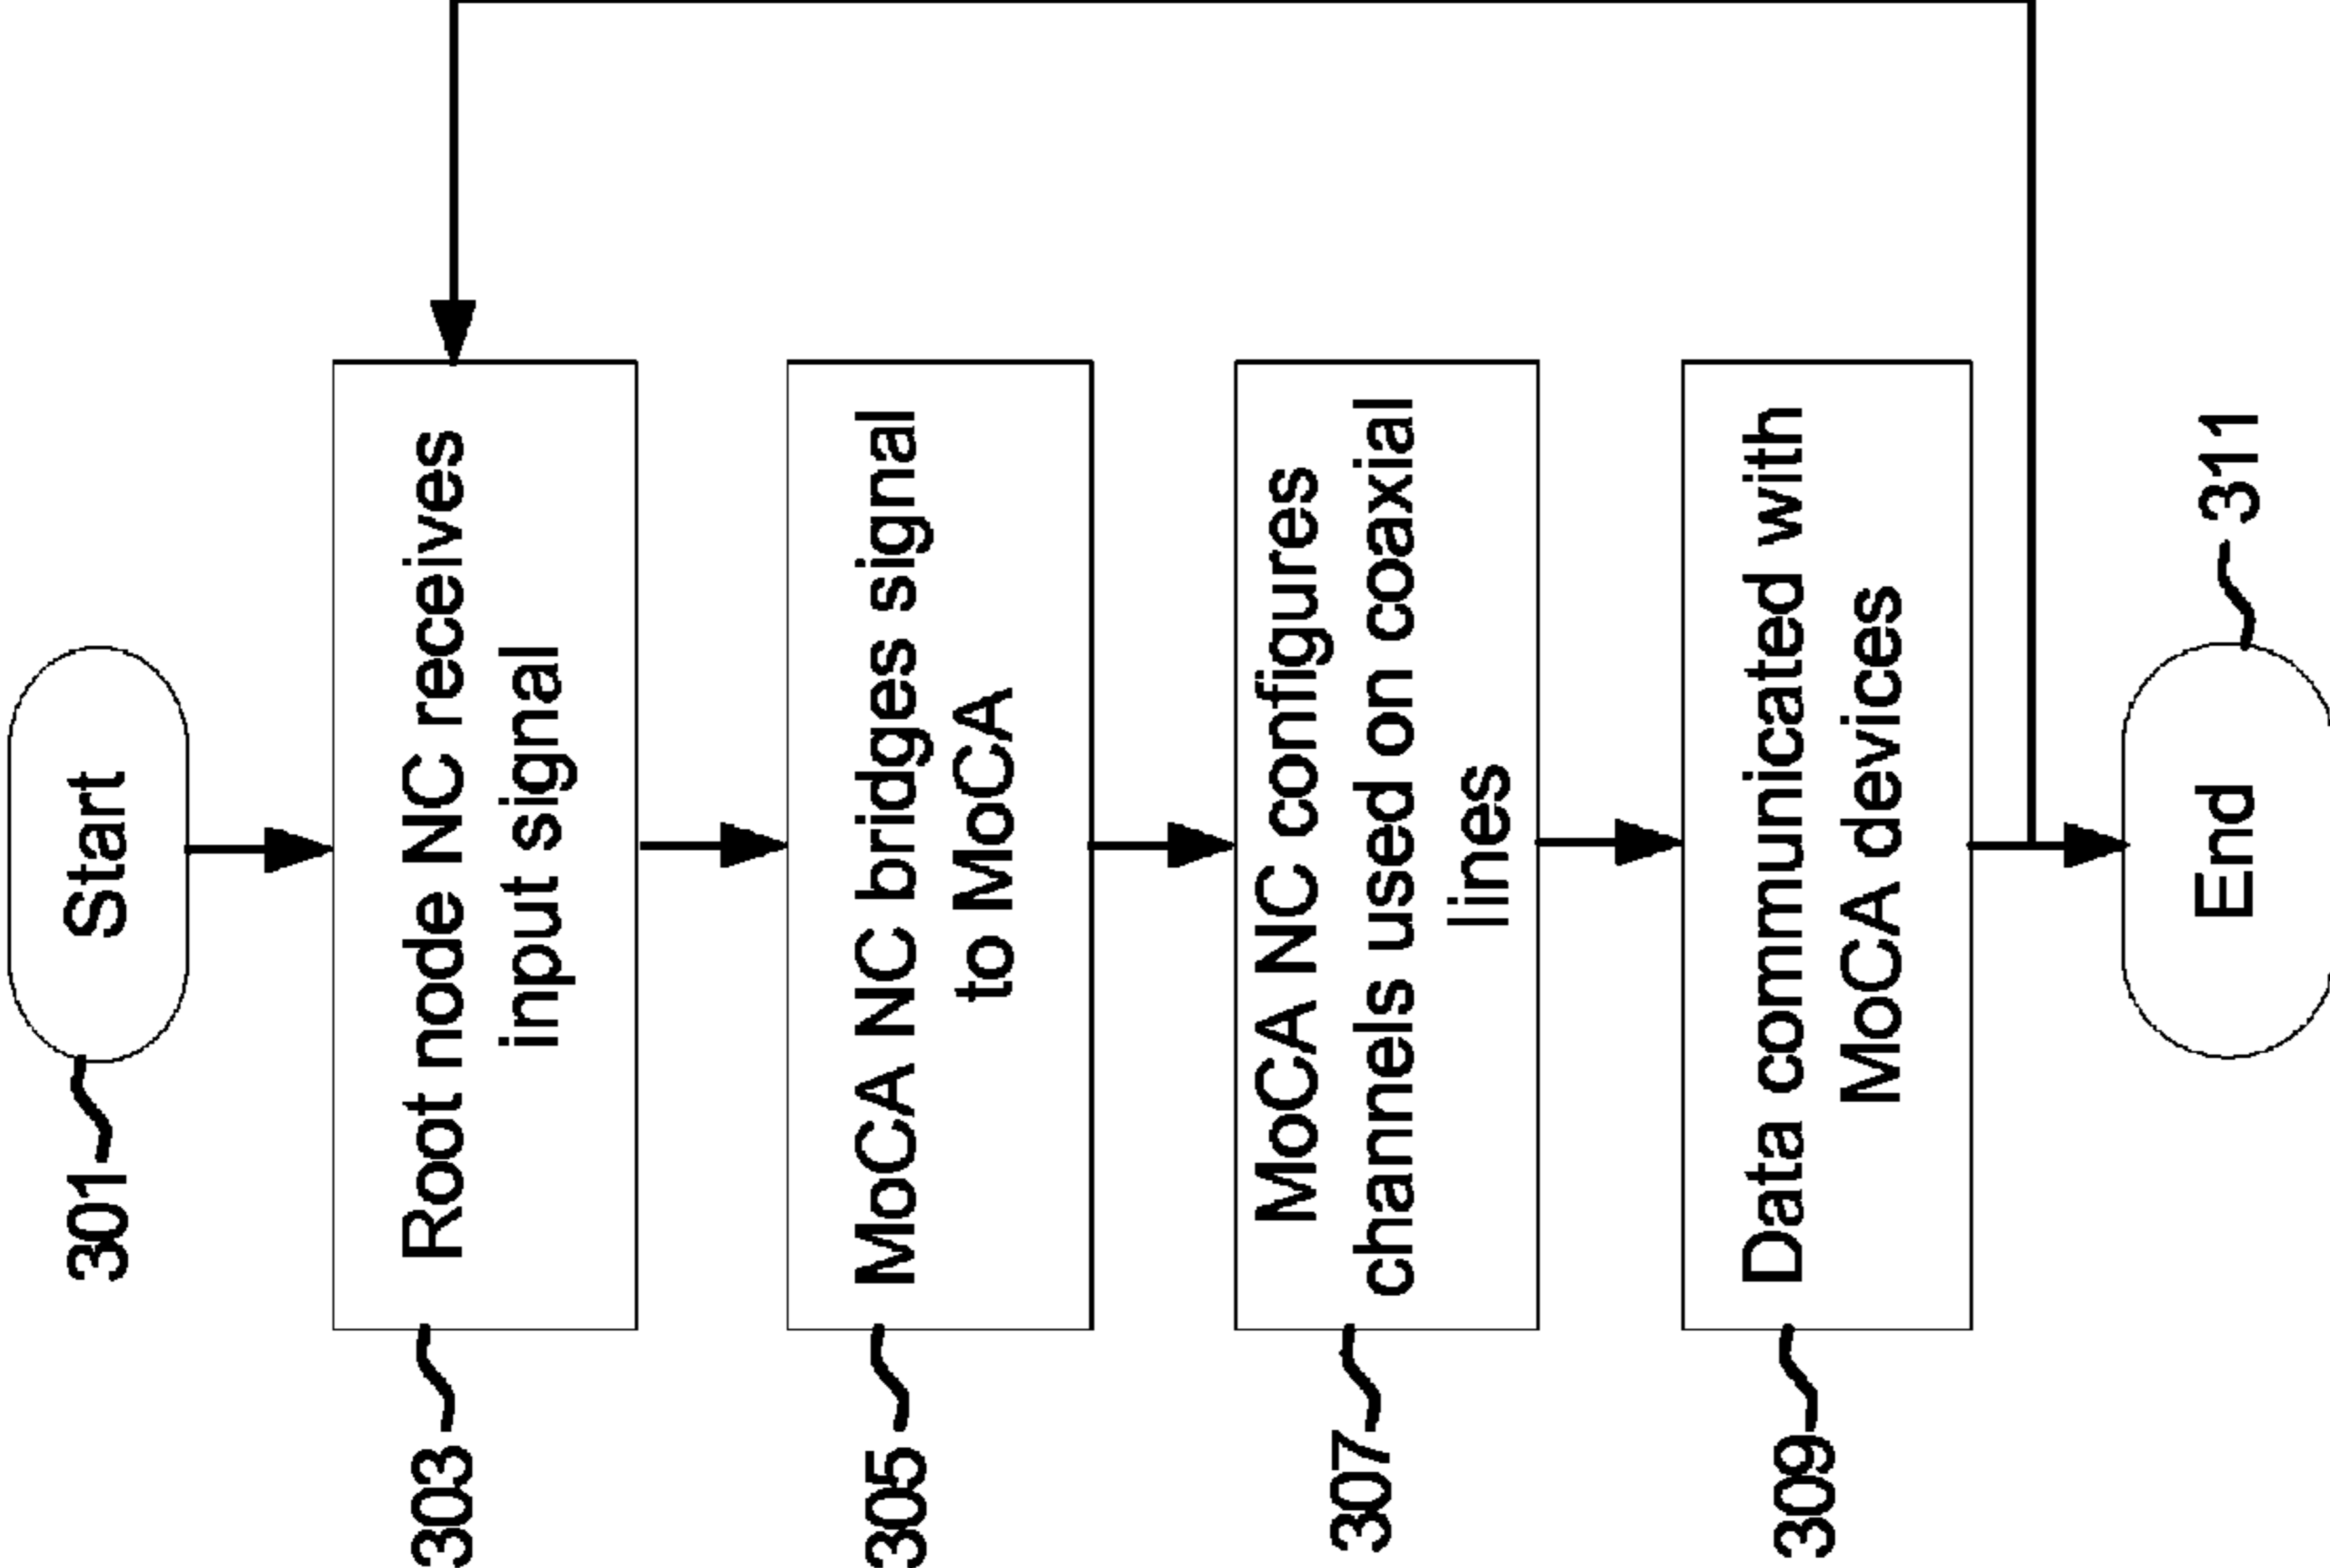 301
Start
303
Root node NC receives
input signal
305
MoCA NC bridges signal
to MoCA
307
MoCA NC configures
channels used on coaxial
lines
309
Data communicated with
MoCA devices
End
311